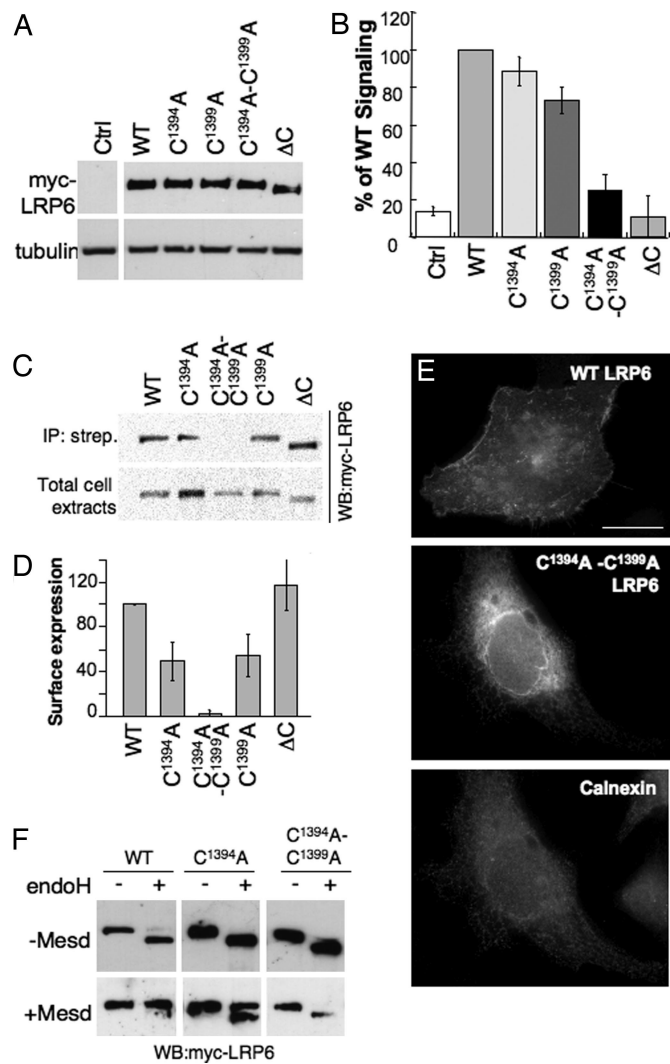 A
Ctrl
WT
C1394A
C1399A
C1394A-C1399A
ΔC
myc-
LRP6
tubulin
B
% of WT Signaling
120
100
80
60
40
20
0
Ctrl
WT
C1394A
C1399A
C1394A
-C1399A
ΔC
C
WT
C1394A
C1394A-
C1399A
C1399A
ΔC
IP: strep.
Total cell
extracts
WB:myc-LRP6
D
Surface expression
120
80
40
0
WT
C1394A
C1394A
-C1399A
C1399A
ΔC
E
WT LRP6
C1394A -C1399A
LRP6
Calnexin
F
WT
C1394A
C1394A-
C1399A
endoH
- + - + - +
-Mesd
+Mesd
WB:myc-LRP6